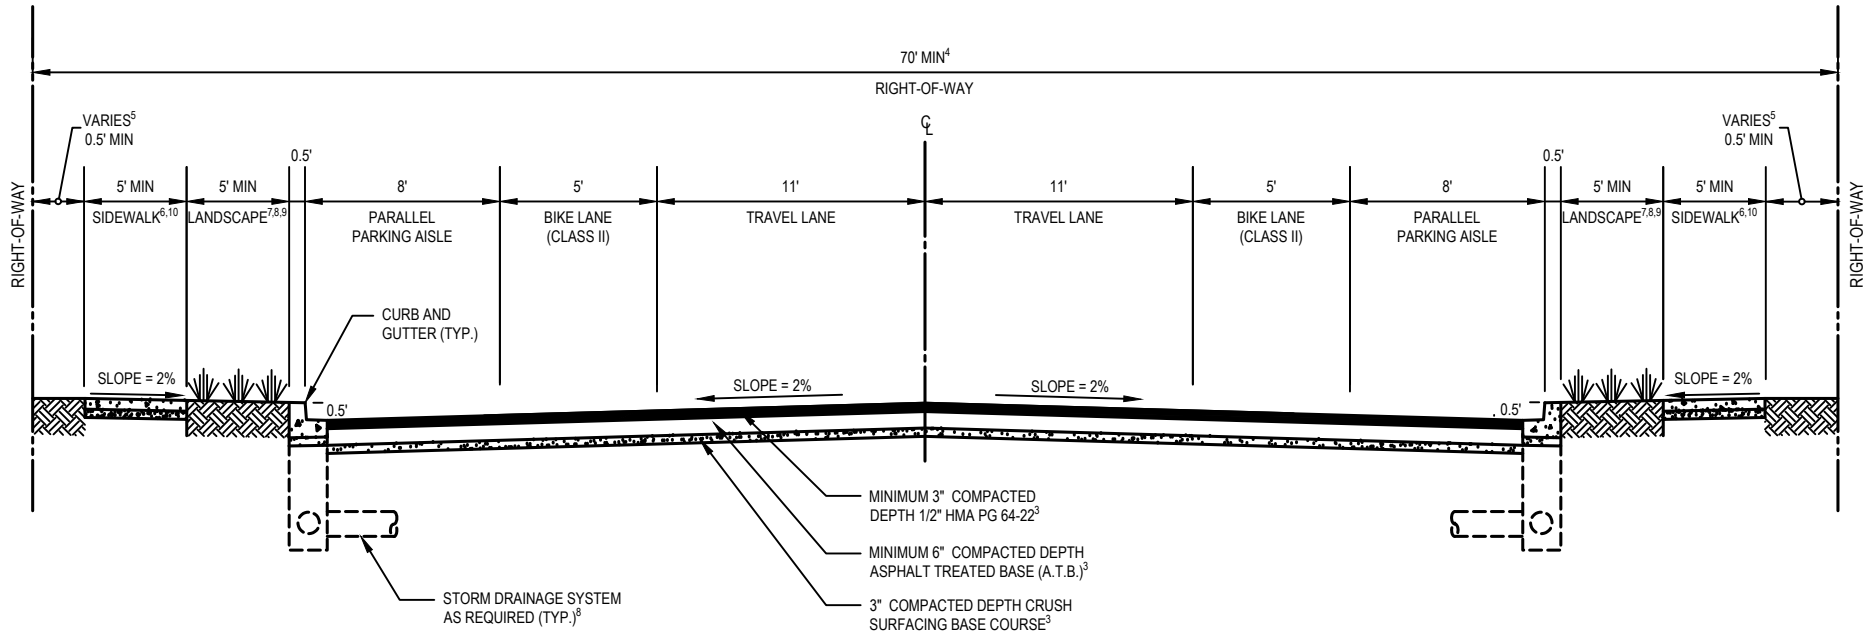 70' MIN4
RIGHT-OF-WAY
℄
VARIES5
0.5' MIN
VARIES5
0.5' MIN
RIGHT-OF-WAY
RIGHT-OF-WAY
0.5'
0.5'
5' MIN
SIDEWALK6,10
5' MIN
LANDSCAPE7,8,9
8'
PARALLEL
PARKING AISLE
5'
BIKE LANE
(CLASS II)
11'
TRAVEL LANE
11'
TRAVEL LANE
5'
BIKE LANE
(CLASS II)
8'
PARALLEL
PARKING AISLE
5' MIN
LANDSCAPE7,8,9
5' MIN
SIDEWALK6,10
CURB AND
GUTTER (TYP.)
SLOPE = 2%
SLOPE = 2%
SLOPE = 2%
SLOPE = 2%
0.5'
0.5'
MINIMUM 3" COMPACTED
DEPTH 1/2" HMA PG 64-223
MINIMUM 6" COMPACTED DEPTH
ASPHALT TREATED BASE (A.T.B.)3
3" COMPACTED DEPTH CRUSH
SURFACING BASE COURSE3
STORM DRAINAGE SYSTEM
AS REQUIRED (TYP.)8